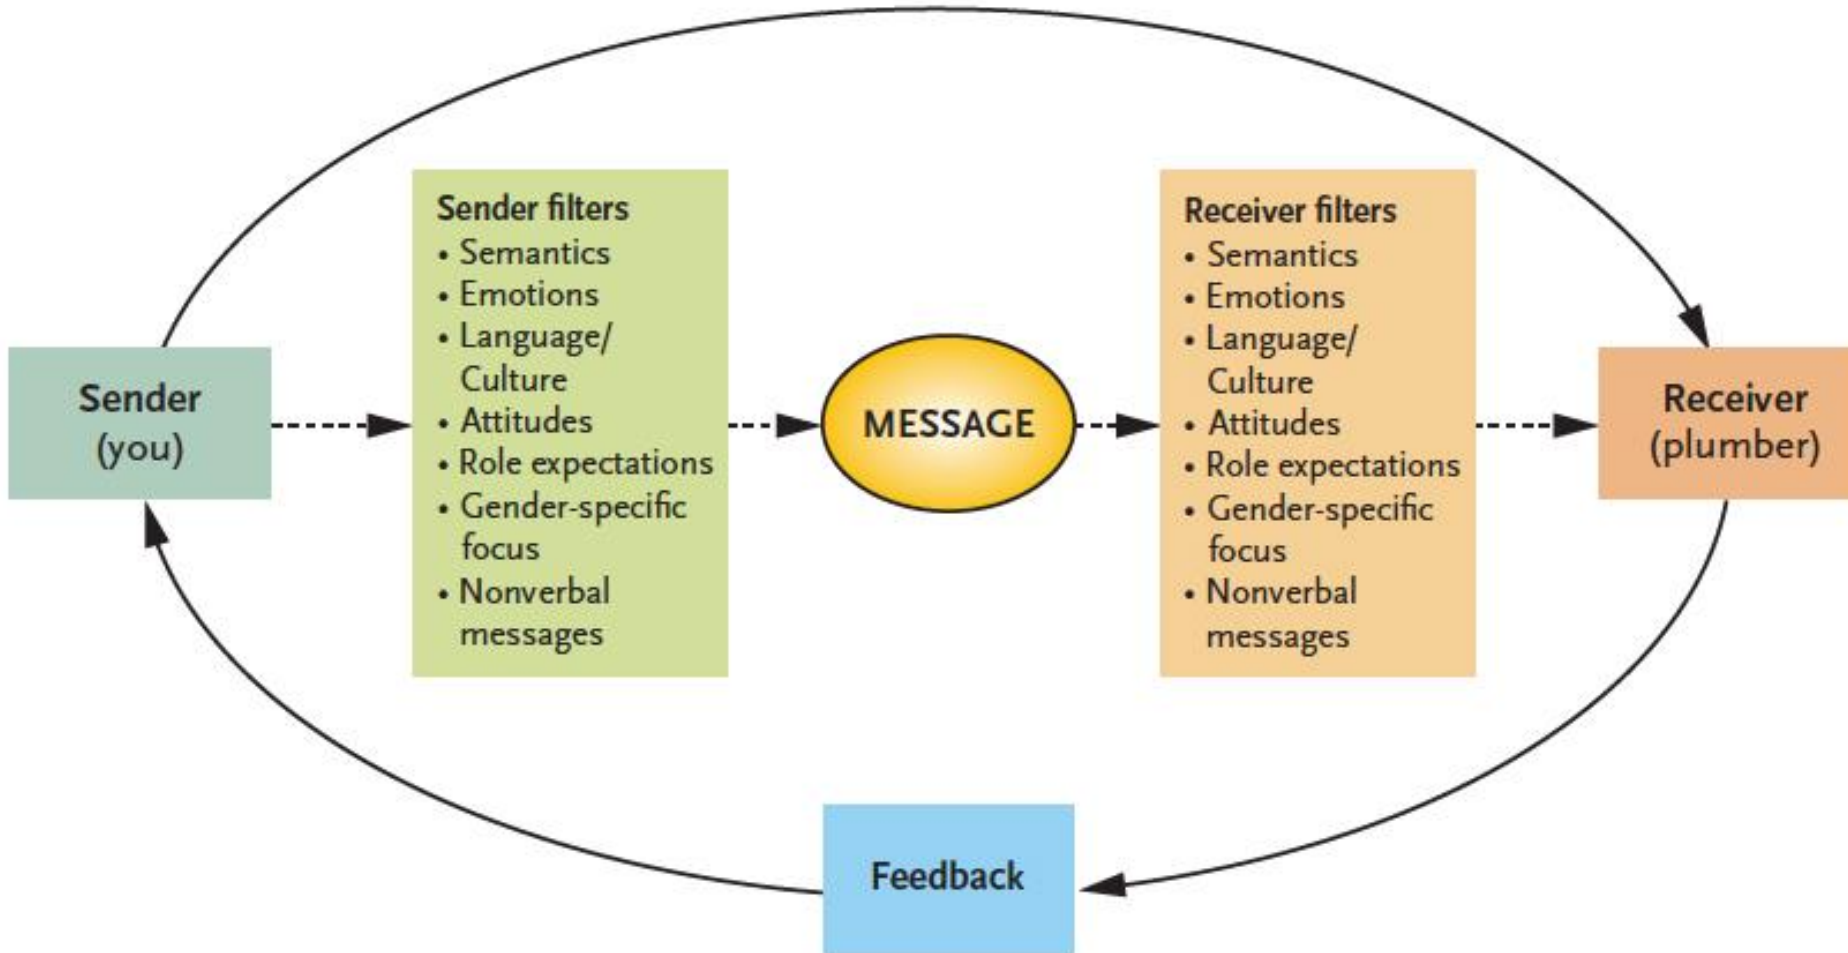 Sender
(you)
Sender filters
• Semantics
• Emotions
• Language/
Culture
• Attitudes
• Role expectations
• Gender-specific
focus
• Nonverbal
messages
MESSAGE
Receiver filters
• Semantics
• Emotions
• Language/
Culture
• Attitudes
• Role expectations
• Gender-specific
focus
• Nonverbal
messages
Receiver
(plumber)
Feedback